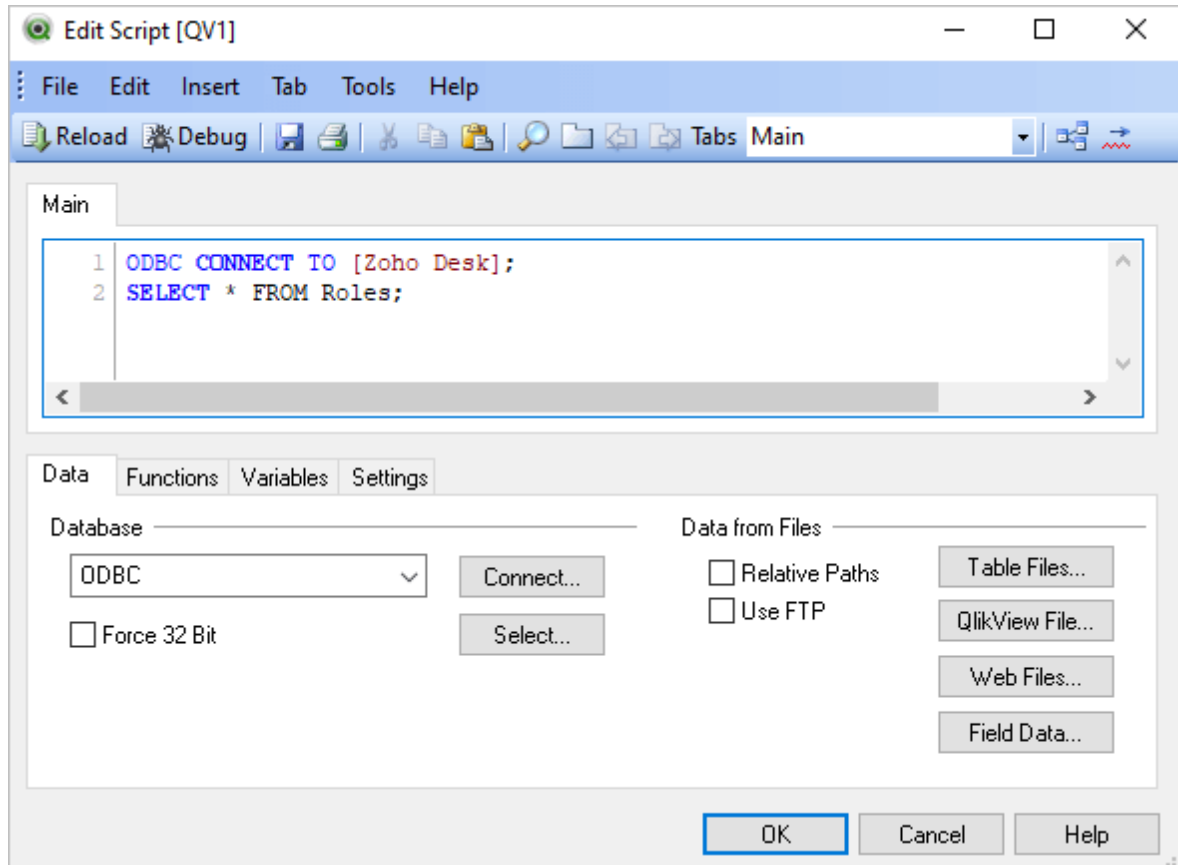 Edit Script [QV1]
File Edit Insert Tab Tools Help
Reload Debug Tabs Main
Main
1 ODBC CONNECT TO [Zoho Desk];
2 SELECT * FROM Roles;
Data Functions Variables Settings
Database Data from Files
ODBC Connect... Relative Paths Table Files...
Force 32 Bit Select... Use FTP QlikView File...
Web Files...
Field Data...
OK Cancel Help